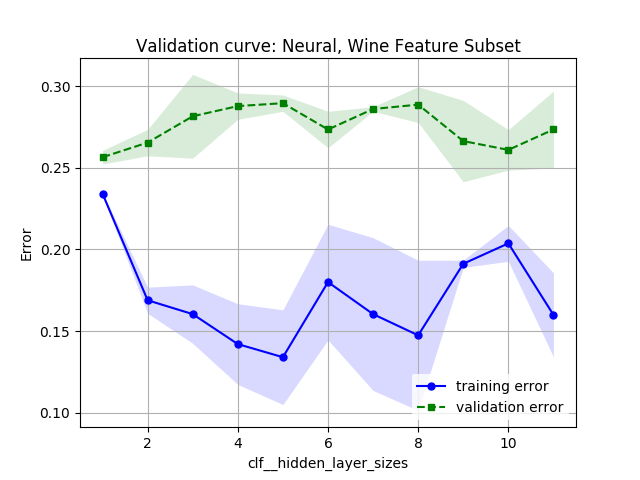 Validation curve: Neural, Wine Feature Subset
Error
0.30
0.25
0.20
0.15
0.10
2 4 6 8 10
clf__hidden_layer_sizes
training error
validation error